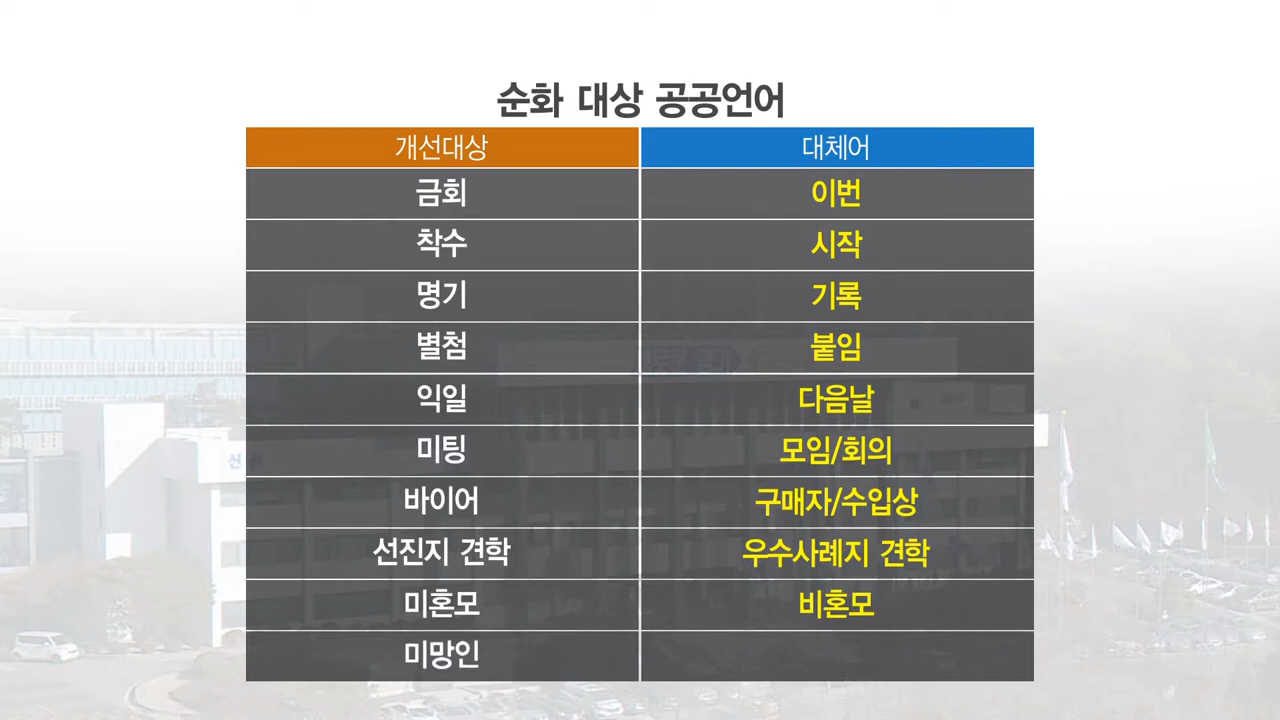 순화 대상 공공언어
개선대상 대체어
금회 이번
착수 시작
명기 기록
별첨 붙임
익일 다음날
미팅 모임/회의
바이어 구매자/수입상
선진지 견학 우수사례지 견학
미혼모 비혼모
미망인